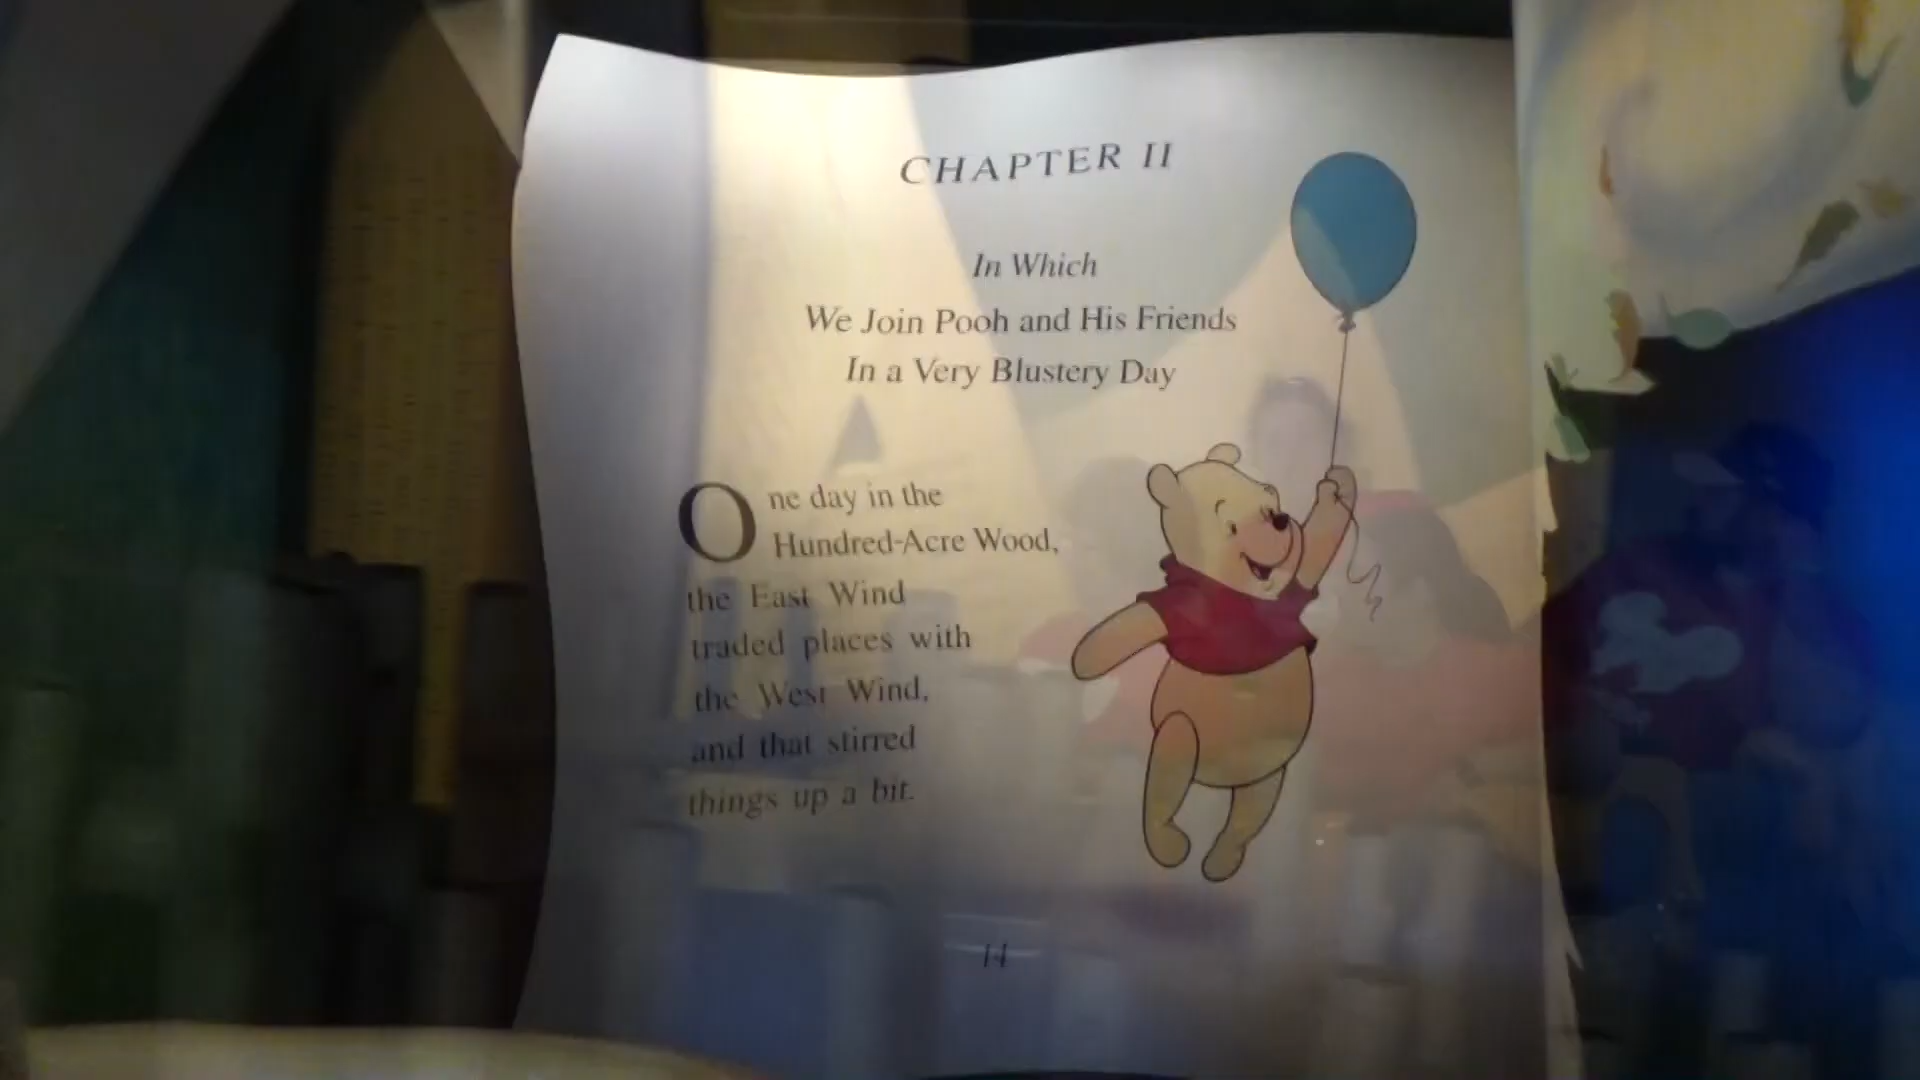 CHAPTER II
In Which
We Join Pooh and His Friends
In a Very Blustery Day
One day in the
Hundred-Acre Wood,
the East Wind
traded places with
the West Wind,
and that stirred
things up a bit.
14